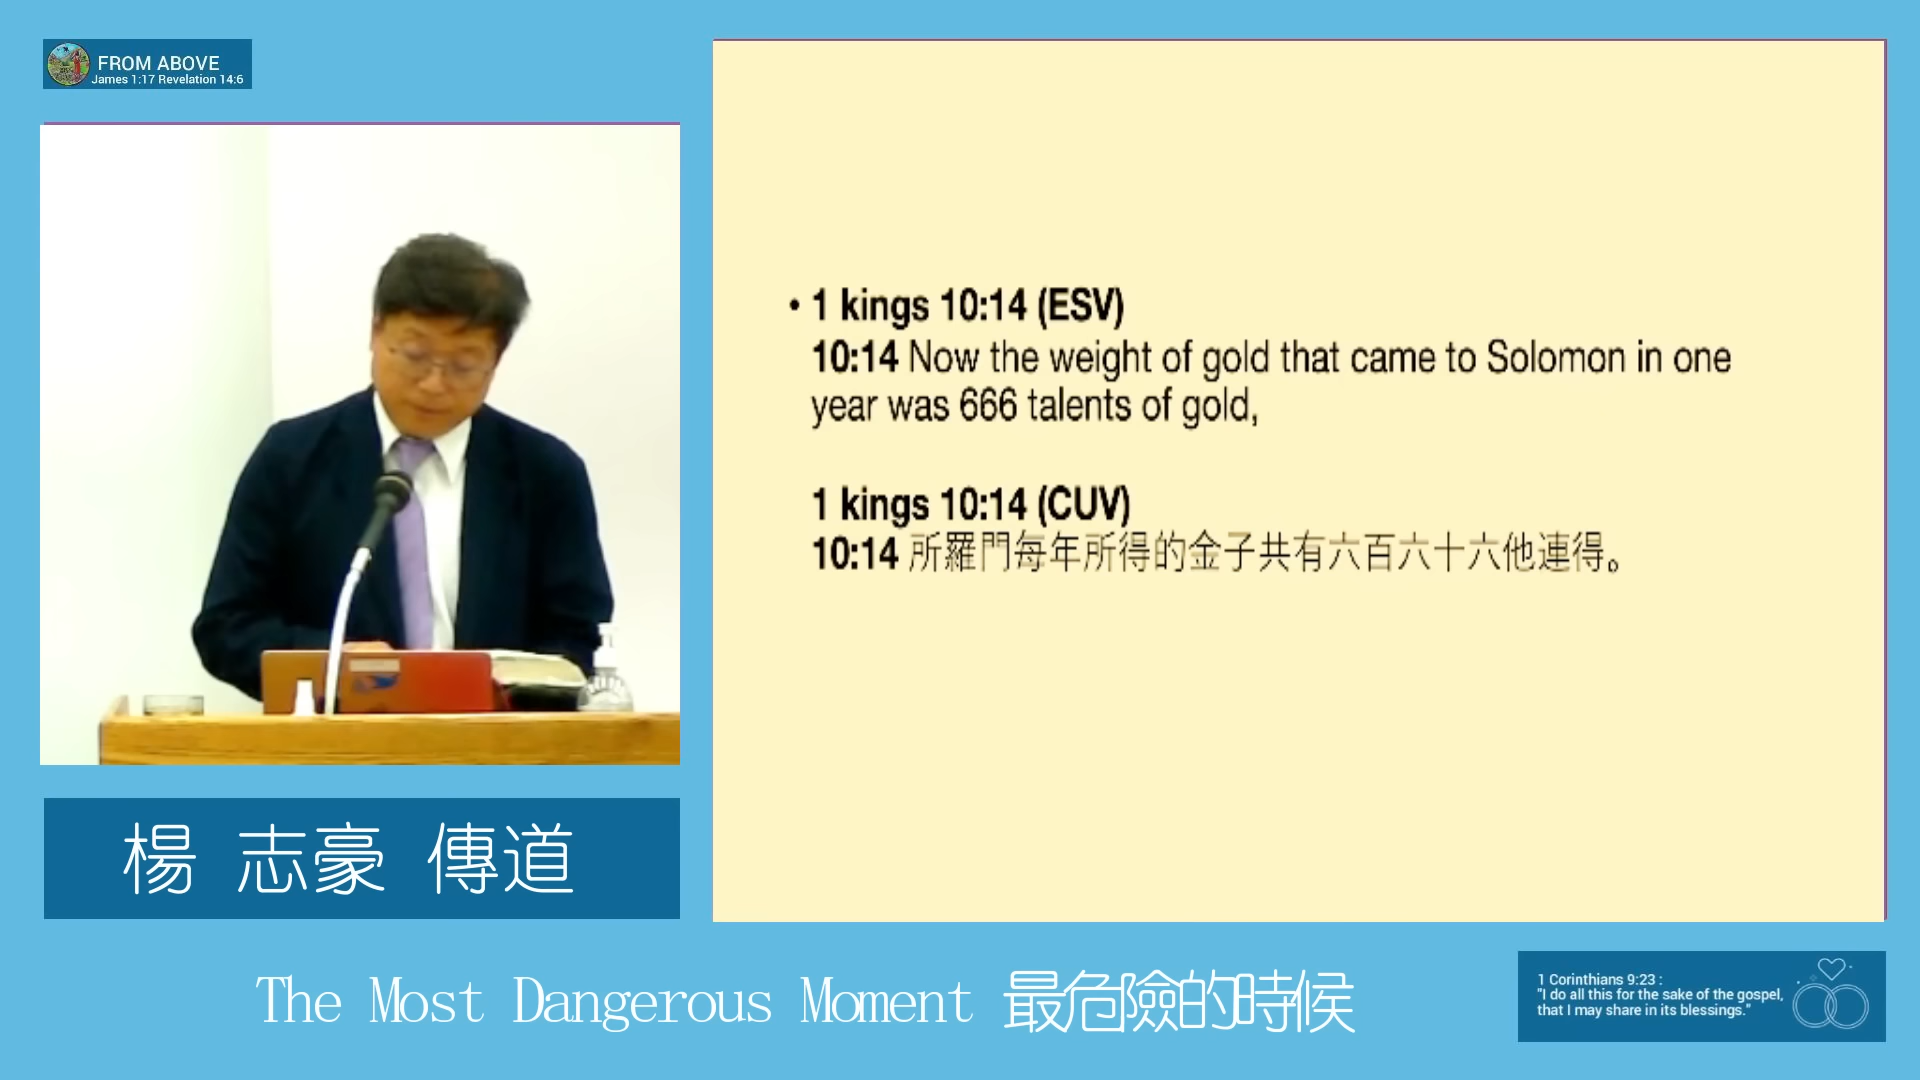 FROM ABOVE
James 1:17 Revelation 14:6
• 1 kings 10:14 (ESV)
10:14 Now the weight of gold that came to Solomon in one
year was 666 talents of gold,
1 kings 10:14 (CUV)
10:14 所羅門每年所得的金子共有六百六十六他連得。
楊 志豪 傳道
The Most Dangerous Moment 最危險的時候
1 Corinthians 9:23 :
"I do all this for the sake of the gospel,
that I may share in its blessings."